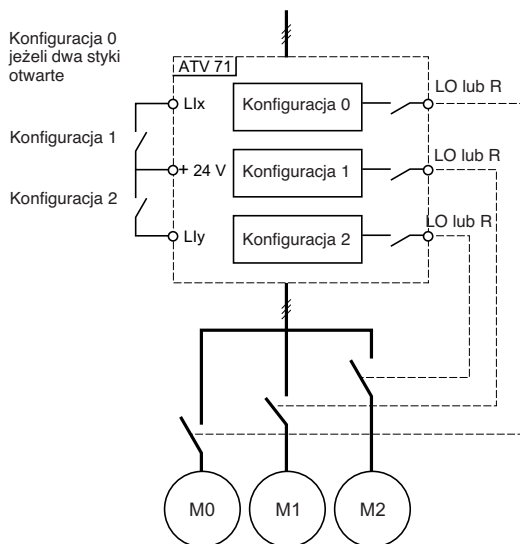 Konfiguracja 0
jeżeli dwa styki
otwarte
ATV 71
LIx
Konfiguracja 0
LO lub R
Konfiguracja 1
+ 24 V
Konfiguracja 1
LO lub R
Konfiguracja 2
LIy
Konfiguracja 2
LO lub R
M0
M1
M2